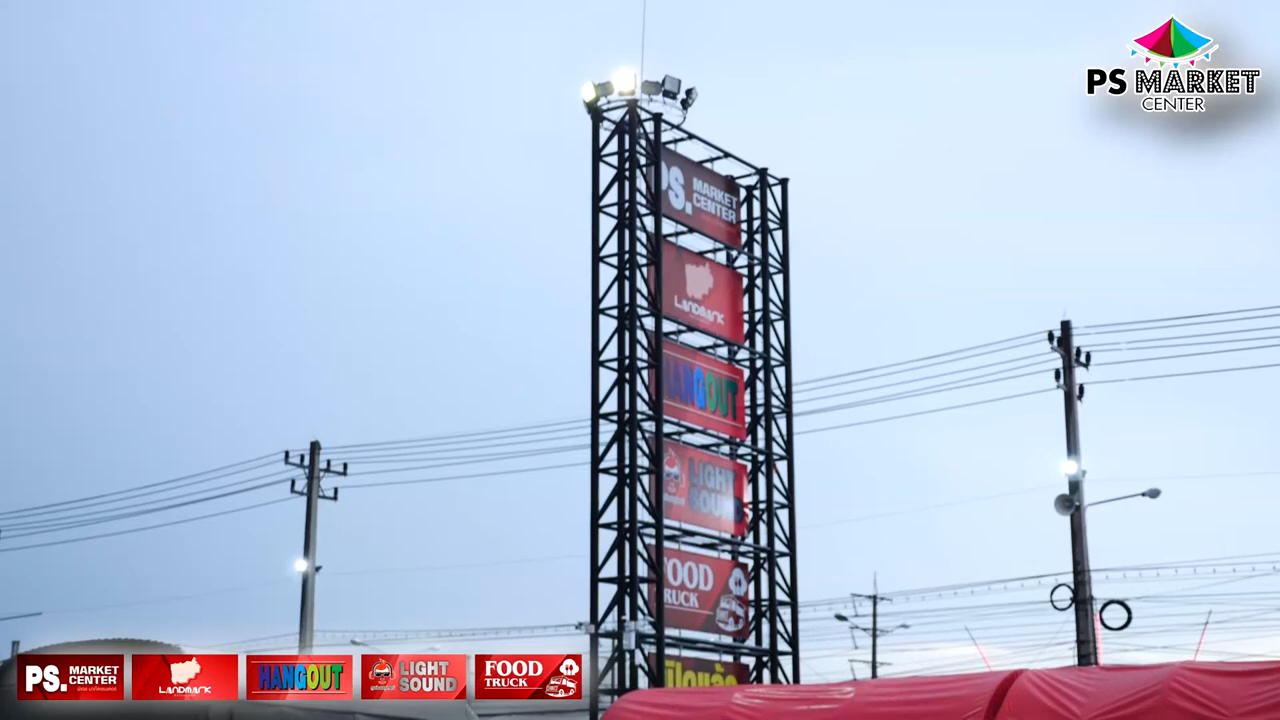 PS MARKET
CENTER
PS. MARKET
CENTER
LANDMARK
HANGOUT
LIGHT
SOUND
FOOD
TRUCK
PS. MARKET
CENTER
LANDMARK
HANGOUT
LIGHT
SOUND
FOOD
TRUCK